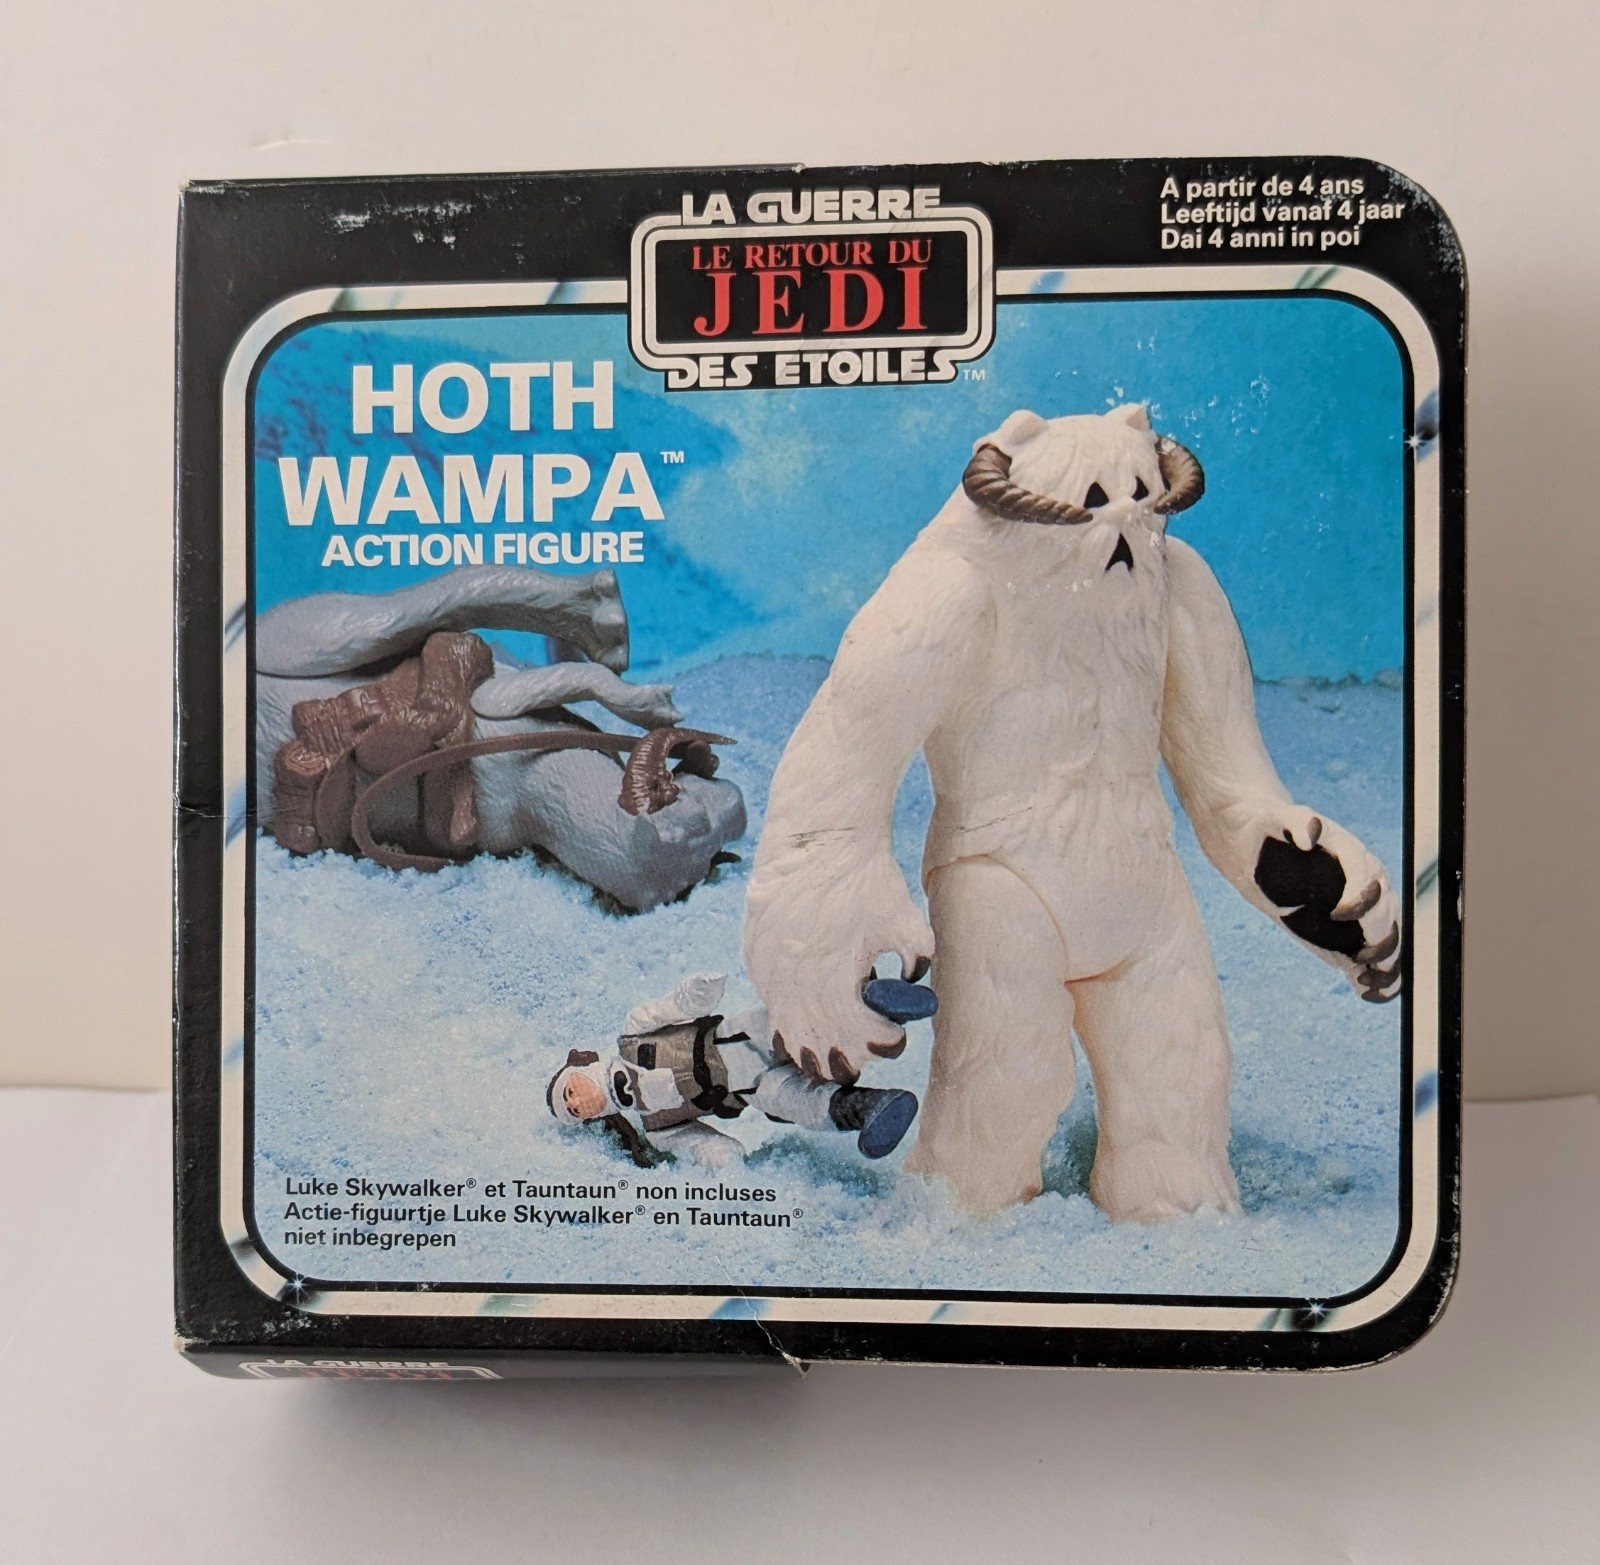 LA GUERRE
LE RETOUR DU
JEDI
DES ETOILES™
A partir de 4 ans
Leeftijd vanaf 4 jaar
Dai 4 anni in poi
HOTH
WAMPA™
ACTION FIGURE
Luke Skywalker® et Tauntaun® non incluses
Actie-figuurtje Luke Skywalker® en Tauntaun®
niet inbegrepen
LA GUERRE
JEDI